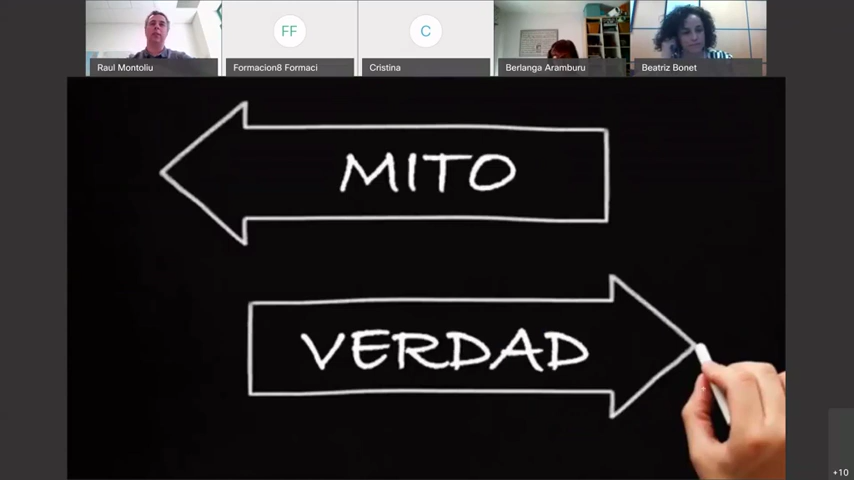 FF
C
Raul Montoliu
Formacion8 Formaci
Cristina
Berlanga Aramburu
Beatriz Bonet
MITO
VERDAD
+10